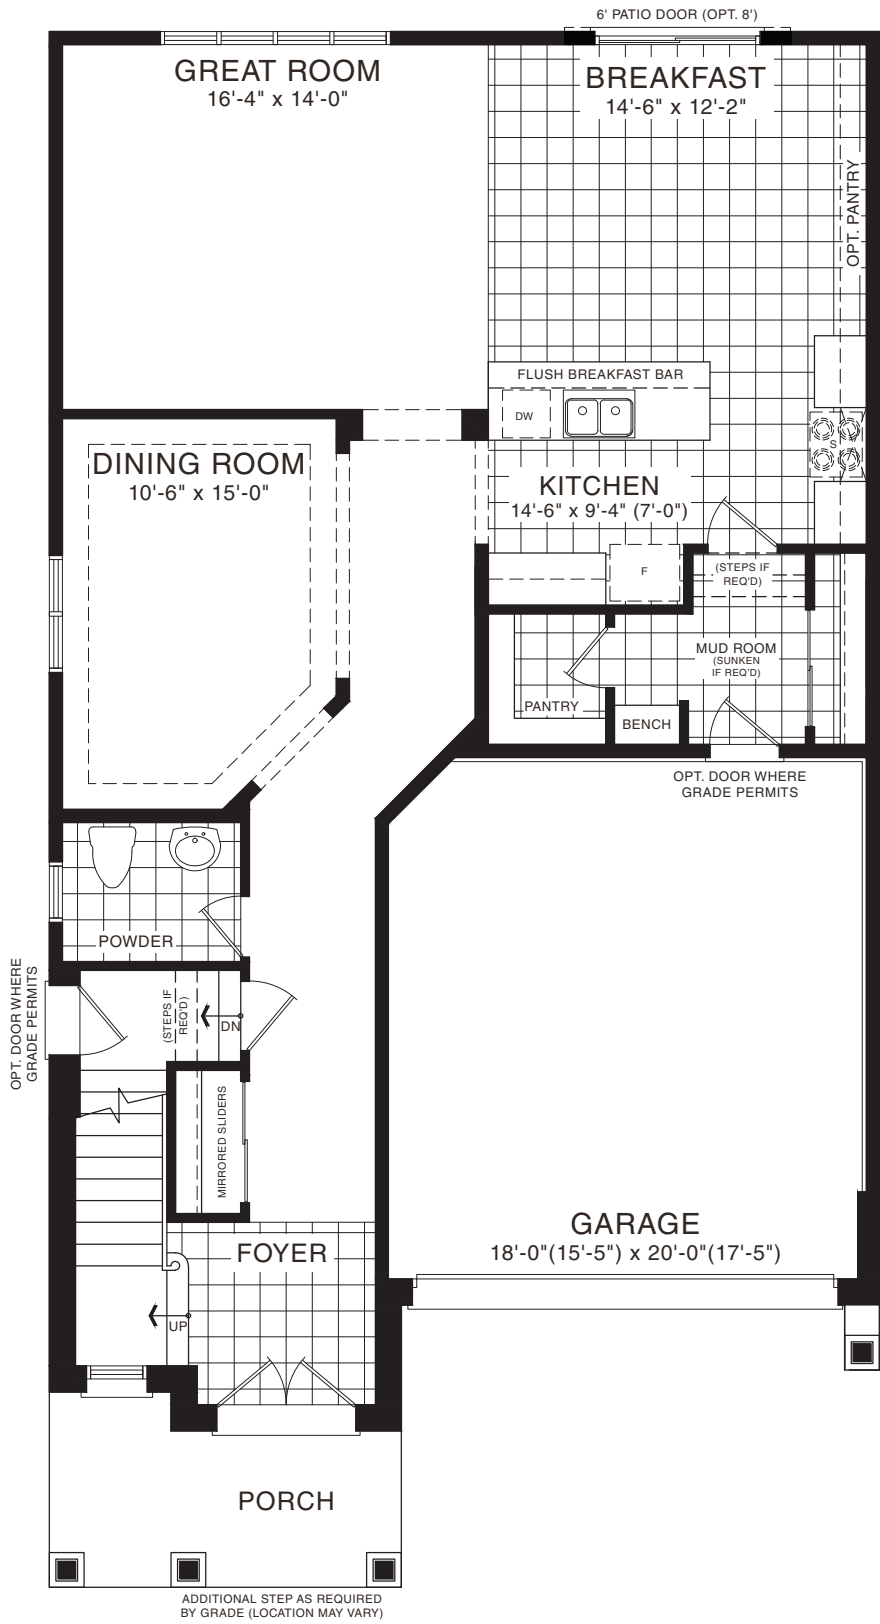 6' PATIO DOOR (OPT. 8')
GREAT ROOM
16'-4" x 14'-0"
BREAKFAST
14'-6" x 12'-2"
OPT. PANTRY
FLUSH BREAKFAST BAR
DW
S
DINING ROOM
10'-6" x 15'-0"
KITCHEN
14'-6" x 9'-4" (7'-0")
F
(STEPS IF
REQ'D)
MUD ROOM
(SUNKEN
IF REQ'D)
PANTRY
BENCH
OPT. DOOR WHERE
GRADE PERMITS
POWDER
OPT. DOOR WHERE
GRADE PERMITS
(STEPS IF
REQ'D)
DN
MIRRORED SLIDERS
GARAGE
18'-0"(15'-5") x 20'-0"(17'-5")
FOYER
UP
PORCH
ADDITIONAL STEP AS REQUIRED
BY GRADE (LOCATION MAY VARY)